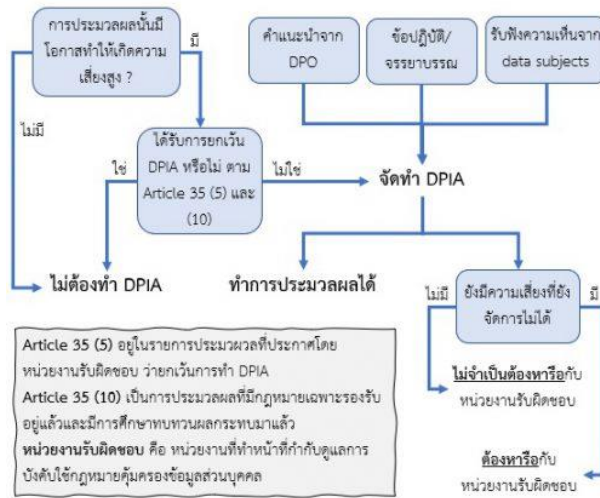 การประมวลผลนั้นมี
โอกาสทำให้เกิดความ
เสี่ยงสูง ?
มี
ไม่มี
คำแนะนำจาก
DPO
ข้อปฏิบัติ/
จรรยาบรรณ
รับฟังความเห็นจาก
data subjects
ได้รับการยกเว้น
DPIA หรือไม่ ตาม
Article 35 (5) และ
(10)
ใช่
ไม่ใช่
จัดทำ DPIA
ไม่ต้องทำ DPIA
ทำการประมวลผลได้
ยังมีความเสี่ยงที่ยัง
จัดการไม่ได้
ไม่มี
มี
ไม่จำเป็นต้องหารือกับ
หน่วยงานรับผิดชอบ
ต้องหารือกับ
หน่วยงานรับผิดชอบ
Article 35 (5) อยู่ในรายการประมวผวลที่ประกาศโดย
หน่วยงานรับผิดชอบ ว่ายกเว้นการทำ DPIA
Article 35 (10) เป็นการประมวลผลที่มีกฎหมายเฉพาะรองรับ
อยู่แล้วและมีการศึกษาทบทวนผลกระทบมาแล้ว
หน่วยงานรับผิดชอบ คือ หน่วยงานที่ทำหน้าที่กำกับดูแลการ
บังคับใช้กฎหมายคุ้มครองข้อมูลส่วนบุคคล